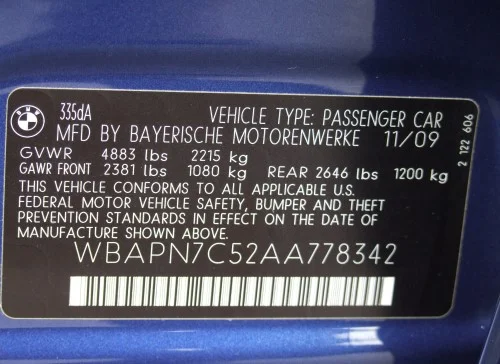 BMW
335dA
VEHICLE TYPE: PASSENGER CAR
MFD BY BAYERISCHE MOTORENWERKE 11/09
GVWR 4883 lbs 2215 kg
GAWR FRONT 2381 lbs 1080 kg REAR 2646 lbs 1200 kg
THIS VEHICLE CONFORMS TO ALL APPLICABLE U.S.
FEDERAL MOTOR VEHICLE SAFETY, BUMPER AND THEFT
PREVENTION STANDARDS IN EFFECT ON THE DATE OF
MANUFACTURE SHOWN ABOVE.
WBAPN7C52AA778342
2 122 606